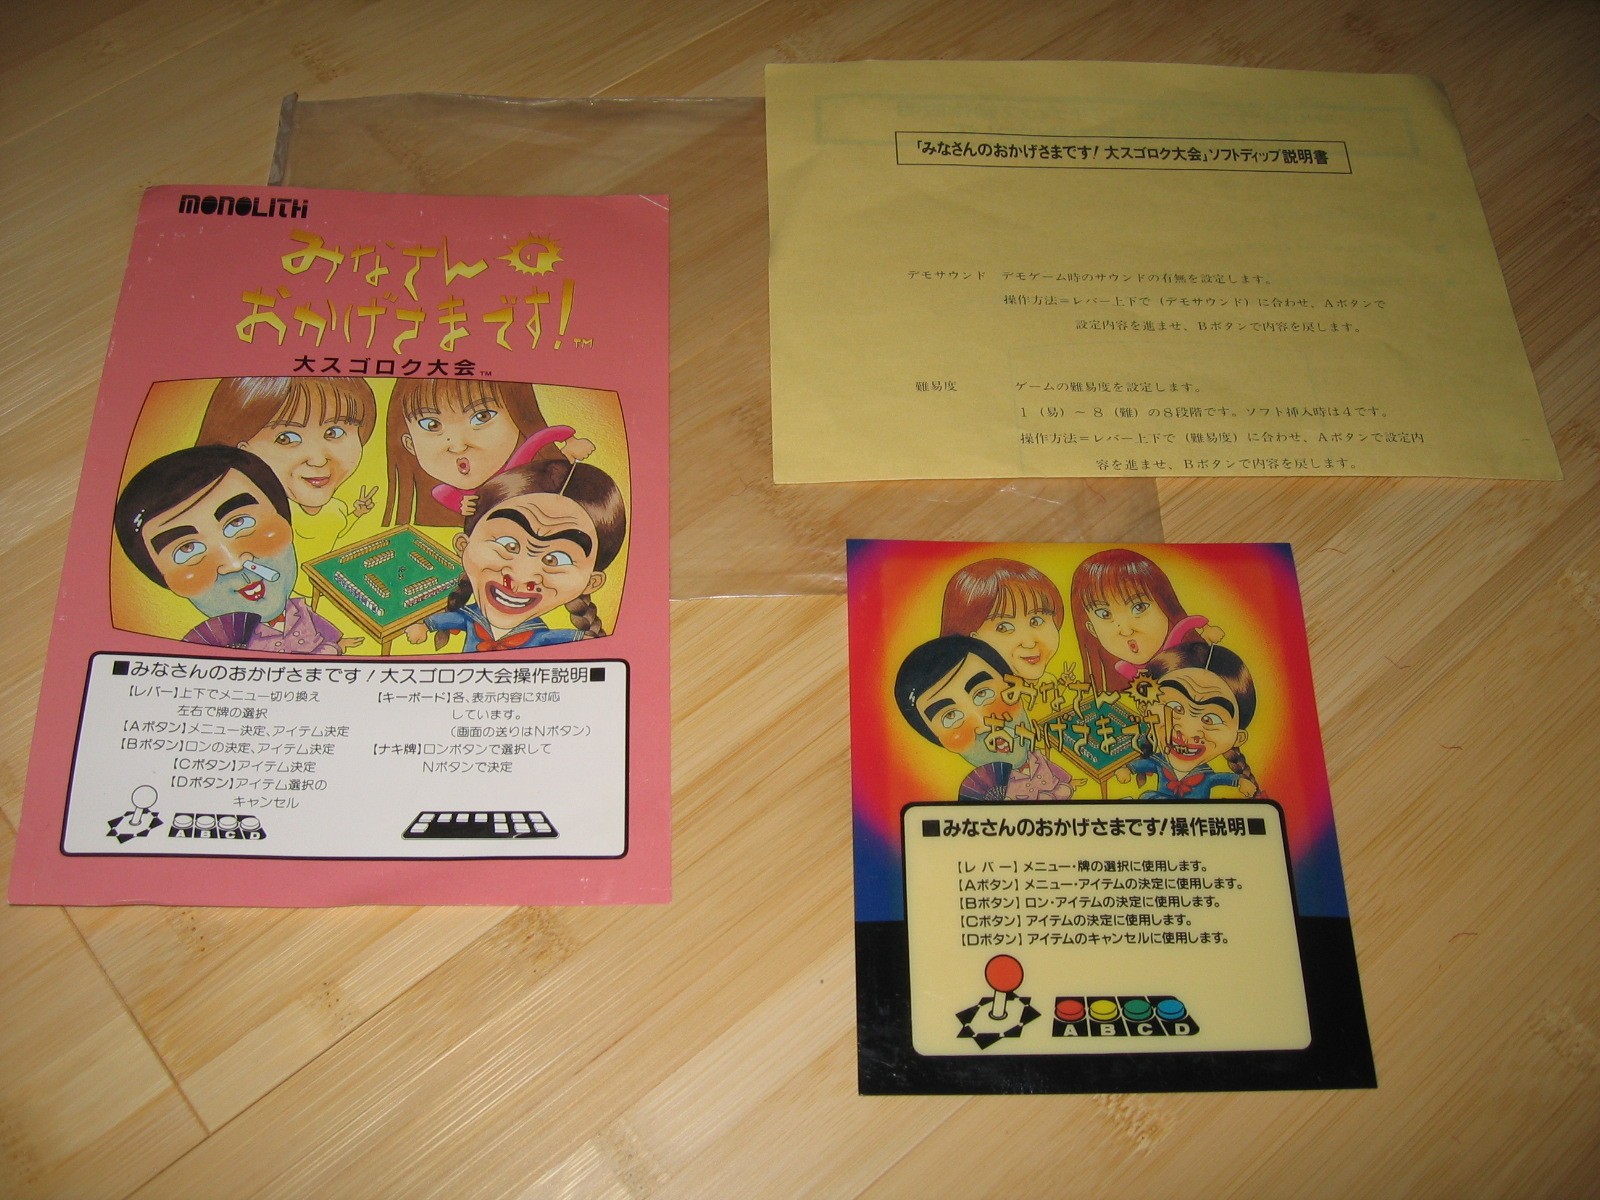 MONOLITH
みなさんの
おかげさまです!™
大スゴロク大会™
■みなさんのおかげさまです!大スゴロク大会操作説明■
【レバー】上下でメニュー切り換え
左右で牌の選択
【Aボタン】メニュー決定、アイテム決定
【Bボタン】ロンの決定、アイテム決定
【Cボタン】アイテム決定
【Dボタン】アイテム選択の
キャンセル
【キーボード】各、表示内容に対応
しています。
(画面の送りはNボタン)
【ナキ牌】ロンボタンで選択して
Nボタンで決定
A B C D
「みなさんのおかげさまです!大スゴロク大会」ソフトディップ説明書
デモサウンド デモゲーム時のサウンドの有無を設定します。
操作方法=レバー上下で(デモサウンド)に合わせ、Aボタンで
設定内容を進ませ、Bボタンで内容を戻します。
難易度 ゲームの難易度を設定します。
1(易)~8(難)の8段階です。ソフト挿入時は4です。
操作方法=レバー上下で(難易度)に合わせ、Aボタンで設定内
容を進ませ、Bボタンで内容を戻します。
みなさんの
おかげさまです!
■みなさんのおかげさまです!操作説明■
【レバー】メニュー・牌の選択に使用します。
【Aボタン】メニュー・アイテムの決定に使用します。
【Bボタン】ロン・アイテムの決定に使用します。
【Cボタン】アイテムの決定に使用します。
【Dボタン】アイテムのキャンセルに使用します。
A B C D